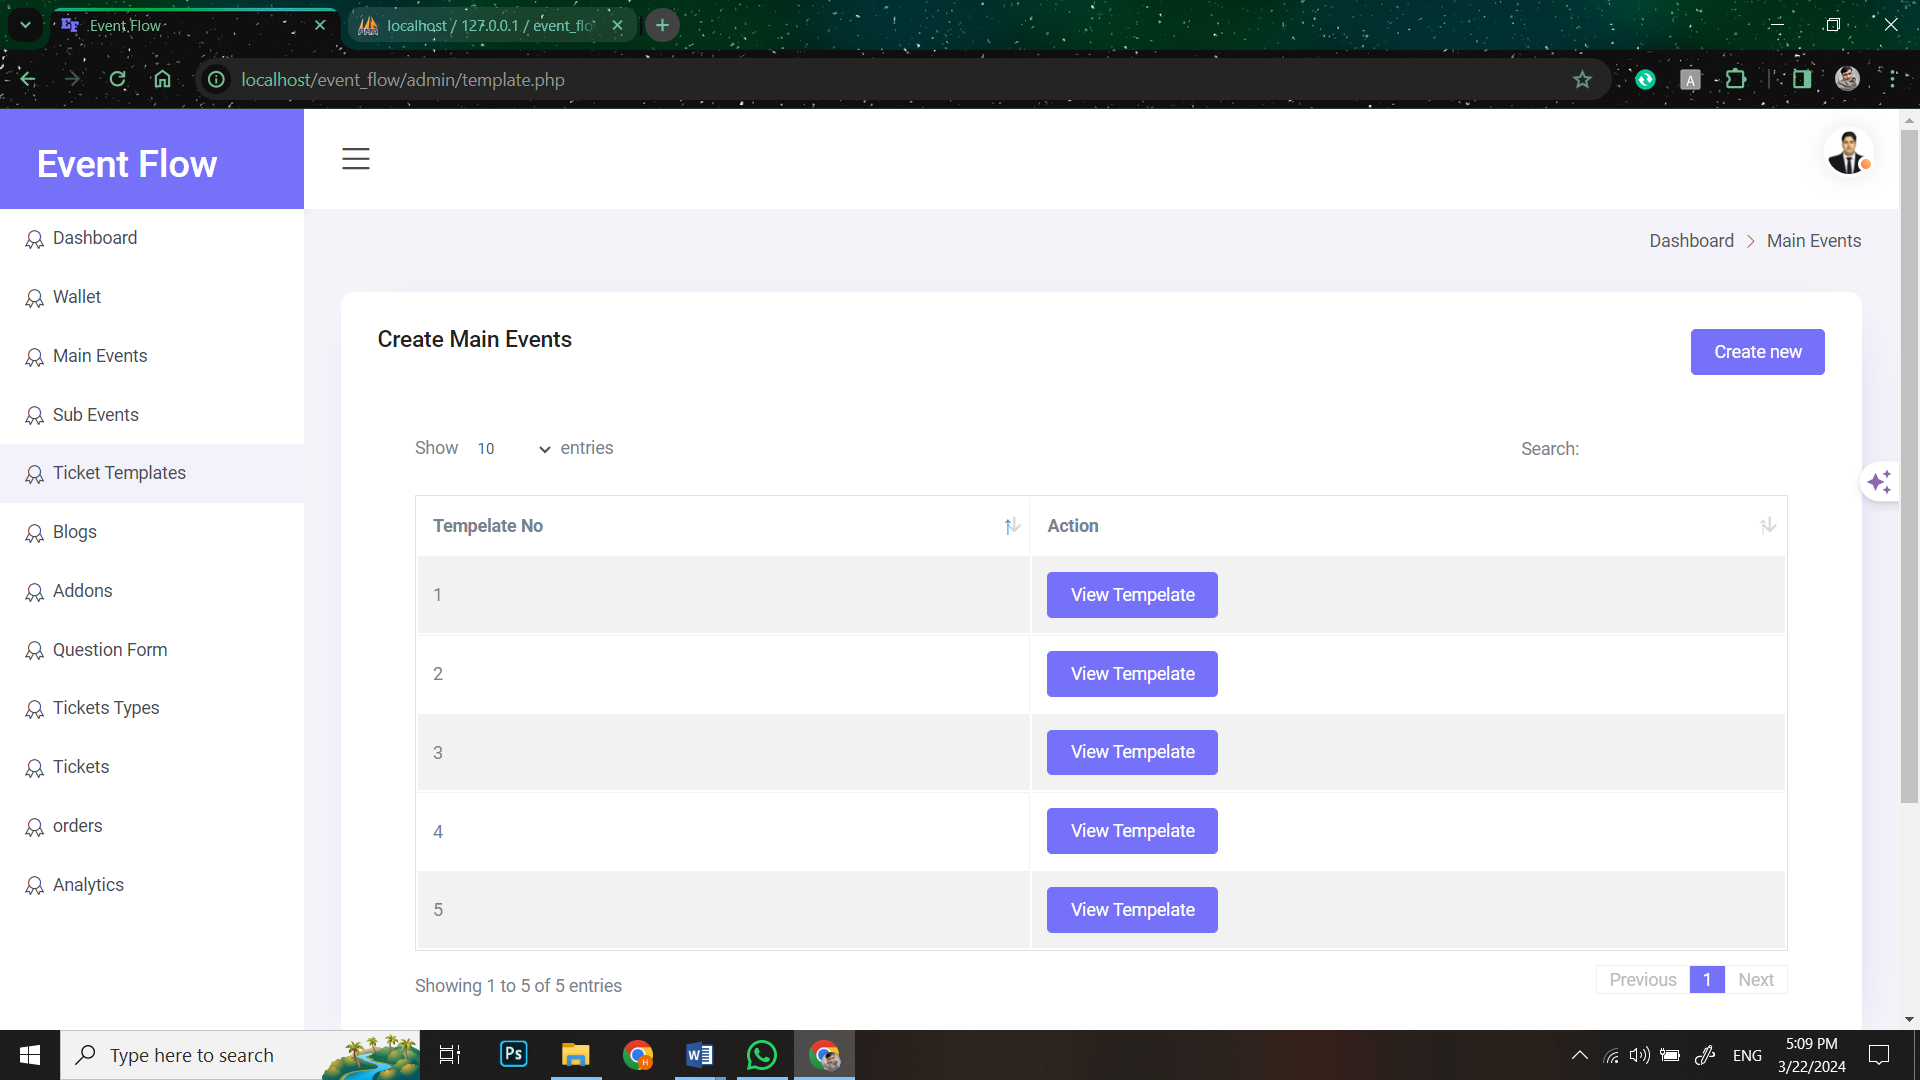 Event Flow
localhost / 127.0.0.1 / event_flo
localhost/event_flow/admin/template.php
A
Event Flow
Dashboard
Wallet
Main Events
Sub Events
Ticket Templates
Blogs
Addons
Question Form
Tickets Types
Tickets
orders
Analytics
Dashboard > Main Events
Create Main Events
Create new
Show 10 entries
Search:
Tempelate No Action
1 View Tempelate
2 View Tempelate
3 View Tempelate
4 View Tempelate
5 View Tempelate
Showing 1 to 5 of 5 entries
Previous 1 Next
Type here to search
Ps
W
ENG
5:09 PM
3/22/2024